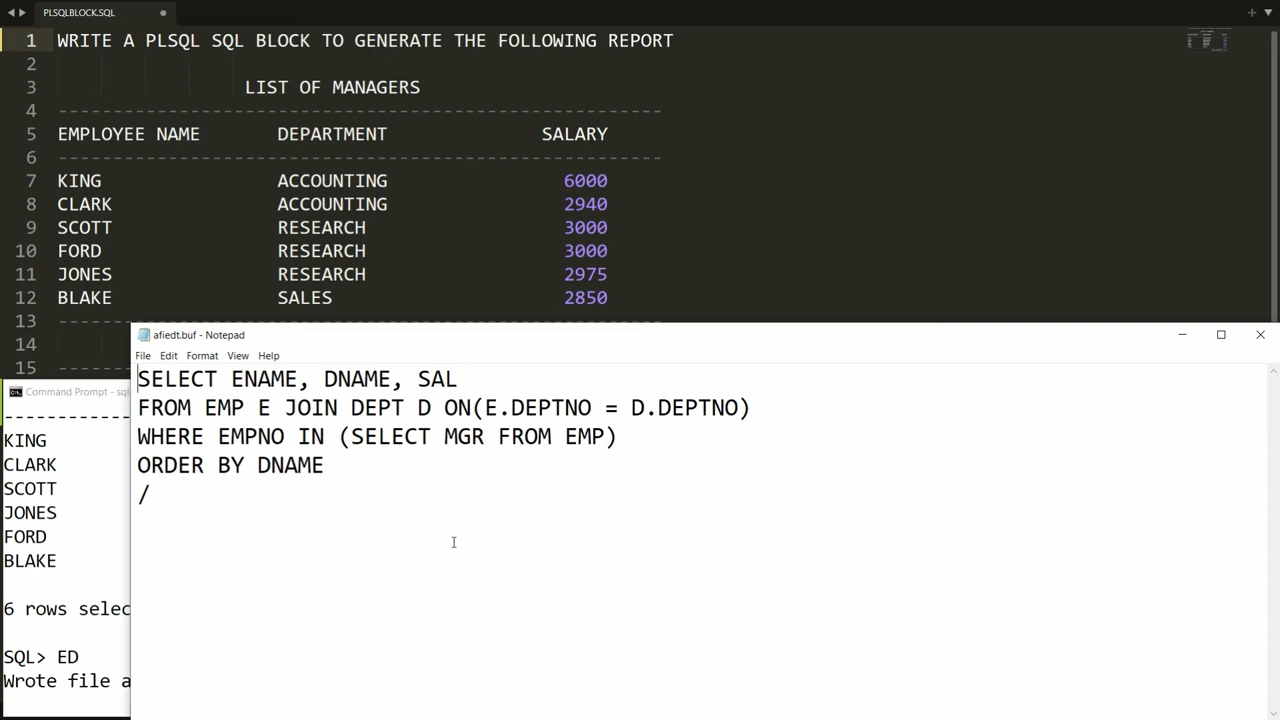 PLSQLBLOCK.SQL
1 WRITE A PLSQL SQL BLOCK TO GENERATE THE FOLLOWING REPORT
2
3 LIST OF MANAGERS
4 -------------------------------------------------------
5 EMPLOYEE NAME DEPARTMENT SALARY
6 -------------------------------------------------------
7 KING ACCOUNTING 6000
8 CLARK ACCOUNTING 2940
9 SCOTT RESEARCH 3000
10 FORD RESEARCH 3000
11 JONES RESEARCH 2975
12 BLAKE SALES 2850
13 -------------------------------------------------------
14
15
afiedt.buf - Notepad
File Edit Format View Help
SELECT ENAME, DNAME, SAL
FROM EMP E JOIN DEPT D ON(E.DEPTNO = D.DEPTNO)
WHERE EMPNO IN (SELECT MGR FROM EMP)
ORDER BY DNAME
/
Command Prompt - sql
------------
KING
CLARK
SCOTT
JONES
FORD
BLAKE
6 rows selec
SQL> ED
Wrote file a